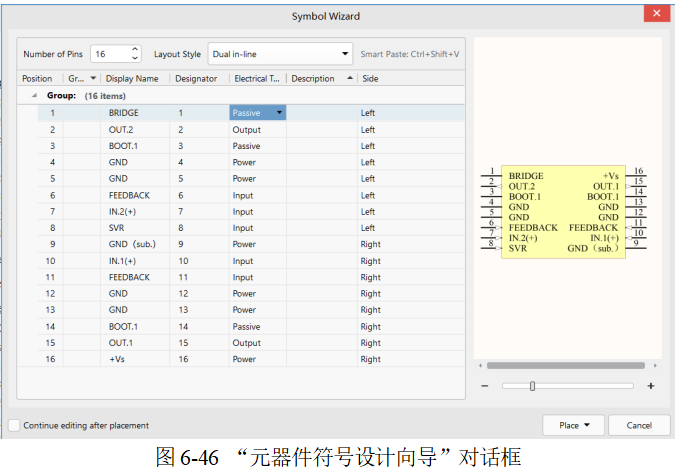 Symbol Wizard
Number of Pins 16 Layout Style Dual in-line Smart Paste: Ctrl+Shift+V
Position Gr... Display Name Designator Electrical T... Description Side
Group: (16 items)
1 BRIDGE 1 Passive Left
2 OUT.2 2 Output Left
3 BOOT.1 3 Passive Left
4 GND 4 Power Left
5 GND 5 Power Left
6 FEEDBACK 6 Input Left
7 IN.2(+) 7 Input Left
8 SVR 8 Input Left
9 GND（sub.） 9 Power Right
10 IN.1(+) 10 Input Right
11 FEEDBACK 11 Input Right
12 GND 12 Power Right
13 GND 13 Power Right
14 BOOT.1 14 Passive Right
15 OUT.1 15 Output Right
16 +Vs 16 Power Right
1 BRIDGE +Vs 16
2 OUT.2 OUT.1 15
3 BOOT.1 BOOT.1 14
4 GND GND 13
5 GND GND 12
6 FEEDBACK FEEDBACK 11
7 IN.2(+) IN.1(+) 10
8 SVR GND（sub.） 9
Continue editing after placement Place Cancel
图 6-46 “元器件符号设计向导”对话框